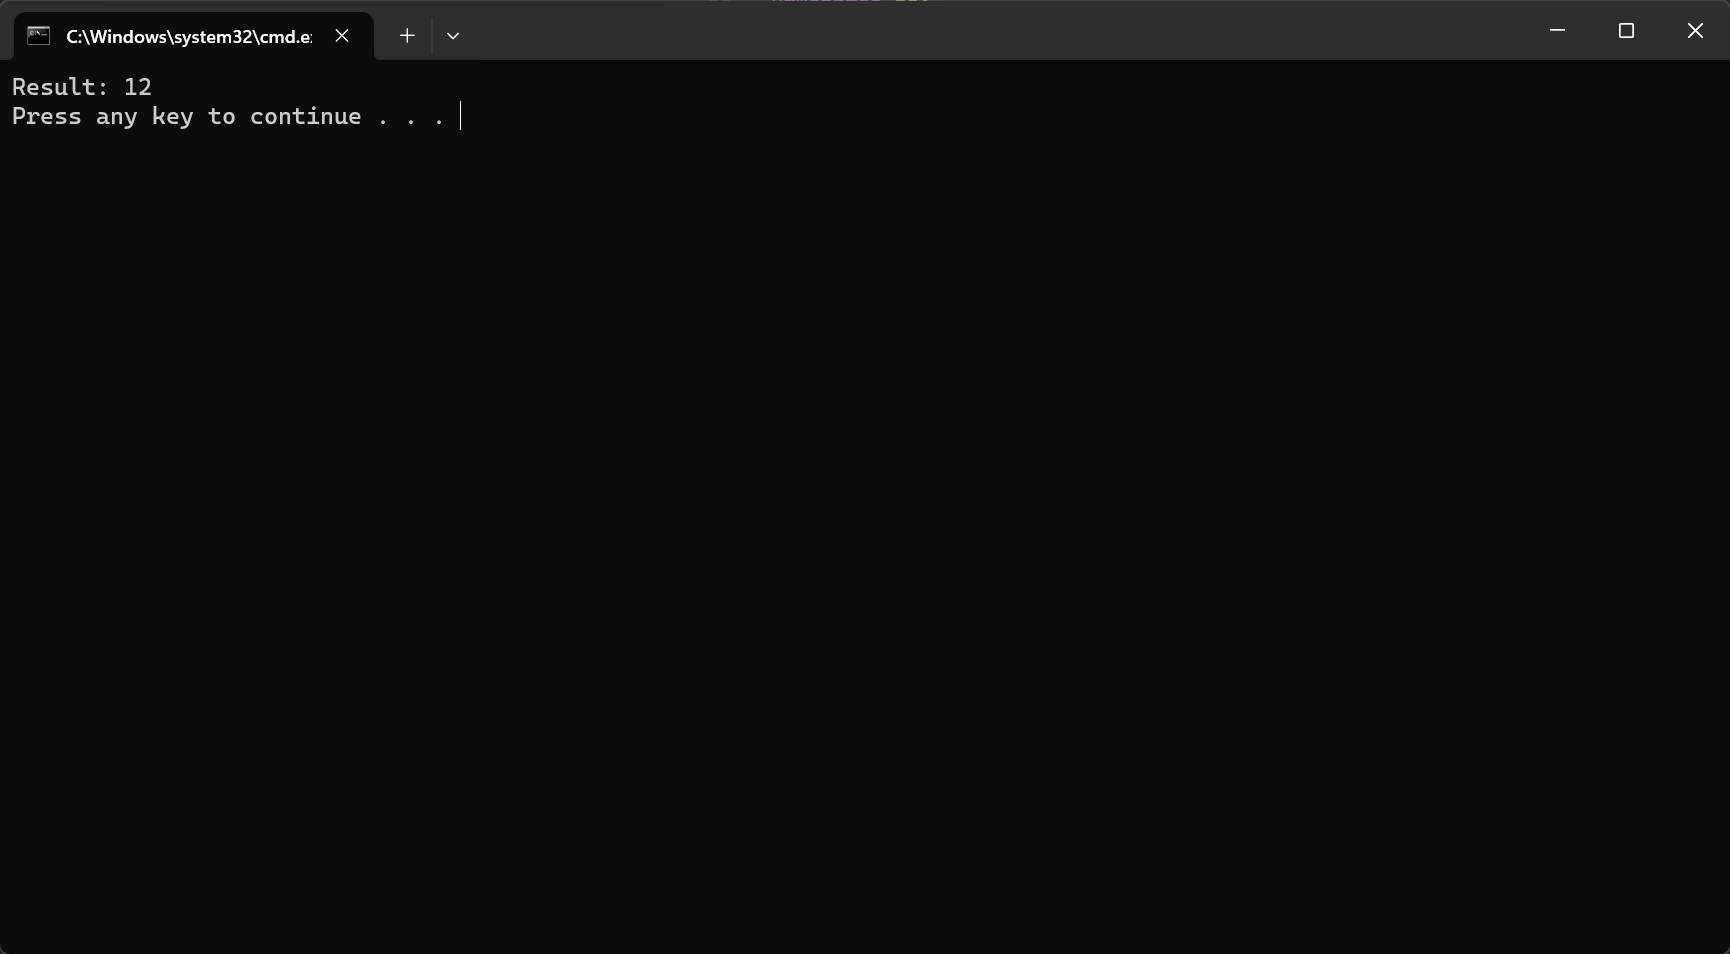 C:\Windows\system32\cmd.e
Result: 12
Press any key to continue . . .